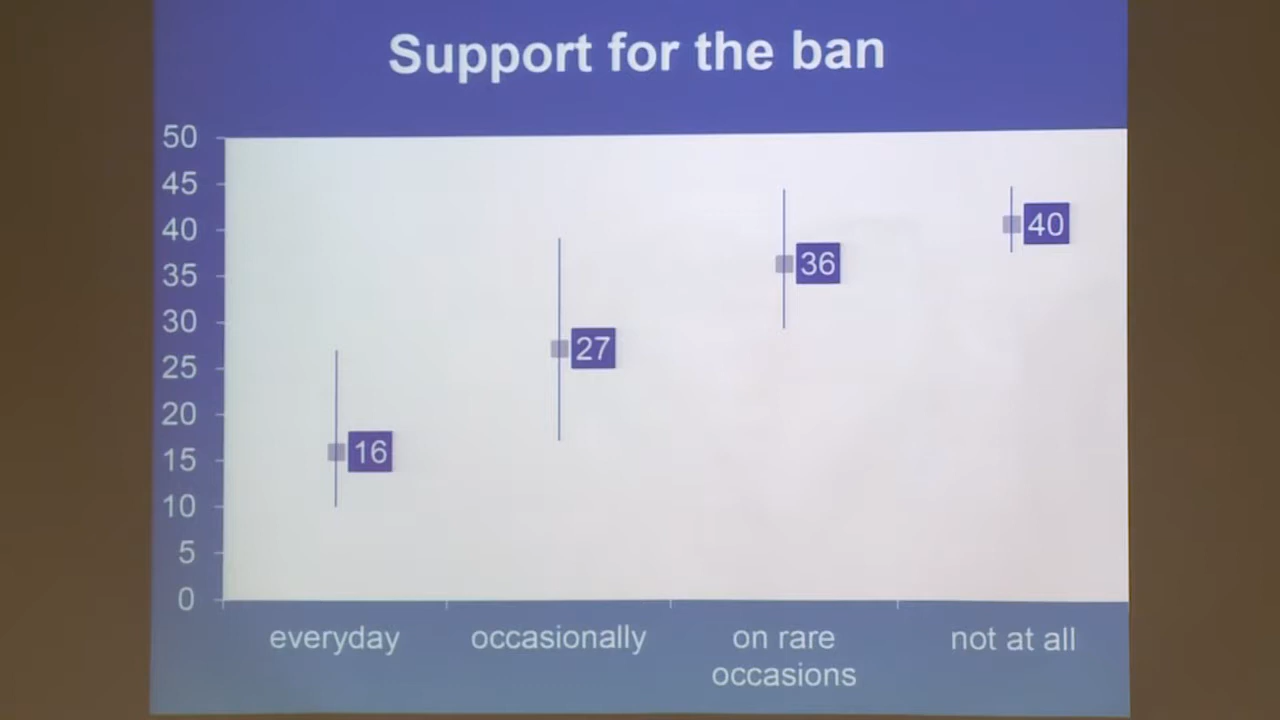 Support for the ban
50
45
40
35
30
25
20
15
10
5
0
16
27
36
40
everyday
occasionally
on rare
occasions
not at all